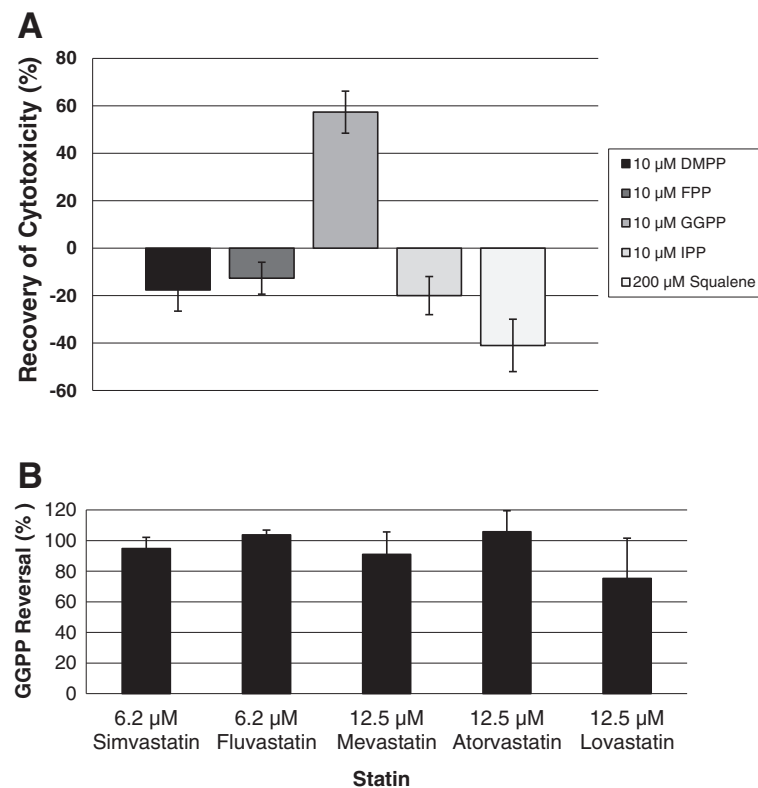 A
Recovery of Cytotoxicity (%)
80
60
40
20
0
-20
-40
-60
10 µM DMPP
10 µM FPP
10 µM GGPP
10 µM IPP
200 µM Squalene
B
GGPP Reversal (% )
120
100
80
60
40
20
0
6.2 µM
Simvastatin
6.2 µM
Fluvastatin
12.5 µM
Mevastatin
12.5 µM
Atorvastatin
12.5 µM
Lovastatin
Statin